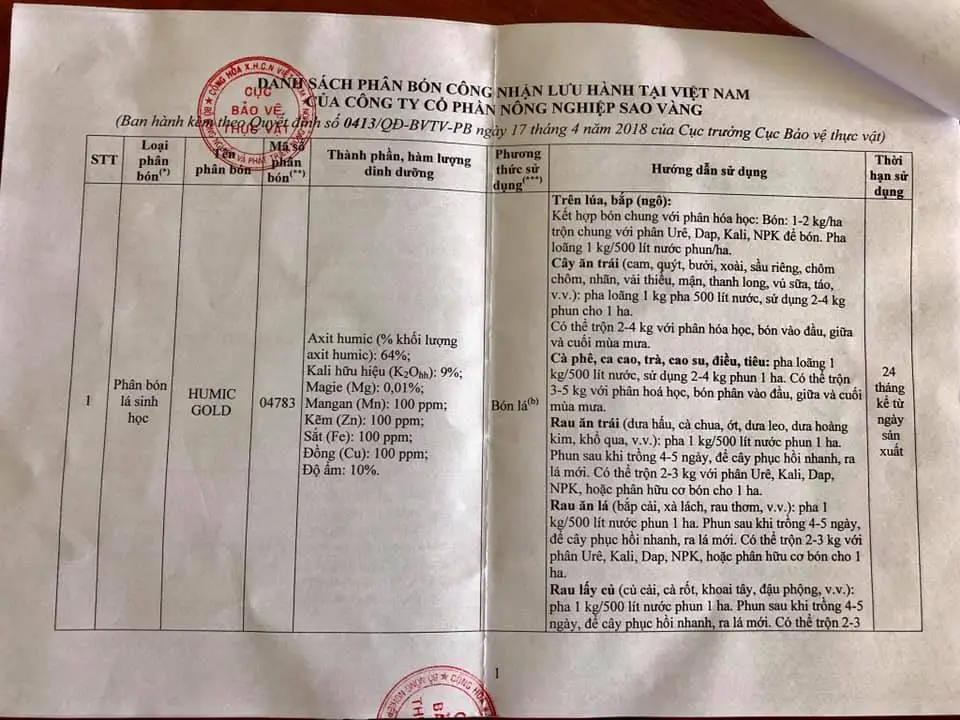 DANH SÁCH PHÂN BÓN CÔNG NHẬN LƯU HÀNH TẠI VIỆT NAM
CỦA CÔNG TY CỔ PHẦN NÔNG NGHIỆP SAO VÀNG
(Ban hành kèm theo Quyết định số 0413/QĐ-BVTV-PB ngày 17 tháng 4 năm 2018 của Cục trưởng Cục Bảo vệ thực vật)
CỘNG HÒA X.H.C.N VIỆT NAM
CỤC
BẢO VỆ
THỰC VẬT
STT
Loại
phân
bón(*)
Tên
phân bón
Mã số
phân
bón(**)
Thành phần, hàm lượng
dinh dưỡng
Phương
thức sử
dụng(***)
Hướng dẫn sử dụng
Thời
hạn sử
dụng
1
Phân bón
lá sinh
học
HUMIC
GOLD
04783
Axit humic (% khối lượng
axit humic): 64%;
Kali hữu hiệu (K2Ohh): 9%;
Magie (Mg): 0,01%;
Mangan (Mn): 100 ppm;
Kẽm (Zn): 100 ppm;
Sắt (Fe): 100 ppm;
Đồng (Cu): 100 ppm;
Độ ẩm: 10%.
Bón lá(b)
Trên lúa, bắp (ngô):
Kết hợp bón chung với phân hóa học: Bón: 1-2 kg/ha
trộn chung với phân Urê, Dap, Kali, NPK để bón. Pha
loãng 1 kg/500 lít nước phun/ha.
Cây ăn trái (cam, quýt, bưởi, xoài, sầu riêng, chôm
chôm, nhãn, vải thiều, mận, thanh long, vú sữa, táo,
v.v.): pha loãng 1 kg pha 500 lít nước, sử dụng 2-4 kg
phun cho 1 ha.
Có thể trộn 2-4 kg với phân hóa học, bón vào đầu, giữa
và cuối mùa mưa.
Cà phê, ca cao, trà, cao su, điều, tiêu: pha loãng 1
kg/500 lít nước, sử dụng 2-4 kg phun 1 ha. Có thể trộn
3-5 kg với phân hoá học, bón phân vào đầu, giữa và cuối
mùa mưa.
Rau ăn trái (dưa hấu, cà chua, ớt, dưa leo, dưa hoàng
kim, khổ qua, v.v.): pha 1 kg/500 lít nước phun 1 ha.
Phun sau khi trồng 4-5 ngày, để cây phục hồi nhanh, ra
lá mới. Có thể trộn 2-3 kg với phân Urê, Kali, Dap,
NPK, hoặc phân hữu cơ bón cho 1 ha.
Rau ăn lá (bắp cải, xà lách, rau thơm, v.v.): pha 1
kg/500 lít nước phun 1 ha. Phun sau khi trồng 4-5 ngày,
để cây phục hồi nhanh, ra lá mới. Có thể trộn 2-3 kg với
phân Urê, Kali, Dap, NPK, hoặc phân hữu cơ bón cho 1
ha.
Rau lấy củ (củ cải, cà rốt, khoai tây, đậu phộng, v.v.):
pha 1 kg/500 lít nước phun 1 ha. Phun sau khi trồng 4-5
ngày, để cây phục hồi nhanh, ra lá mới. Có thể trộn 2-3
24
tháng
kể từ
ngày
sản
xuất
1